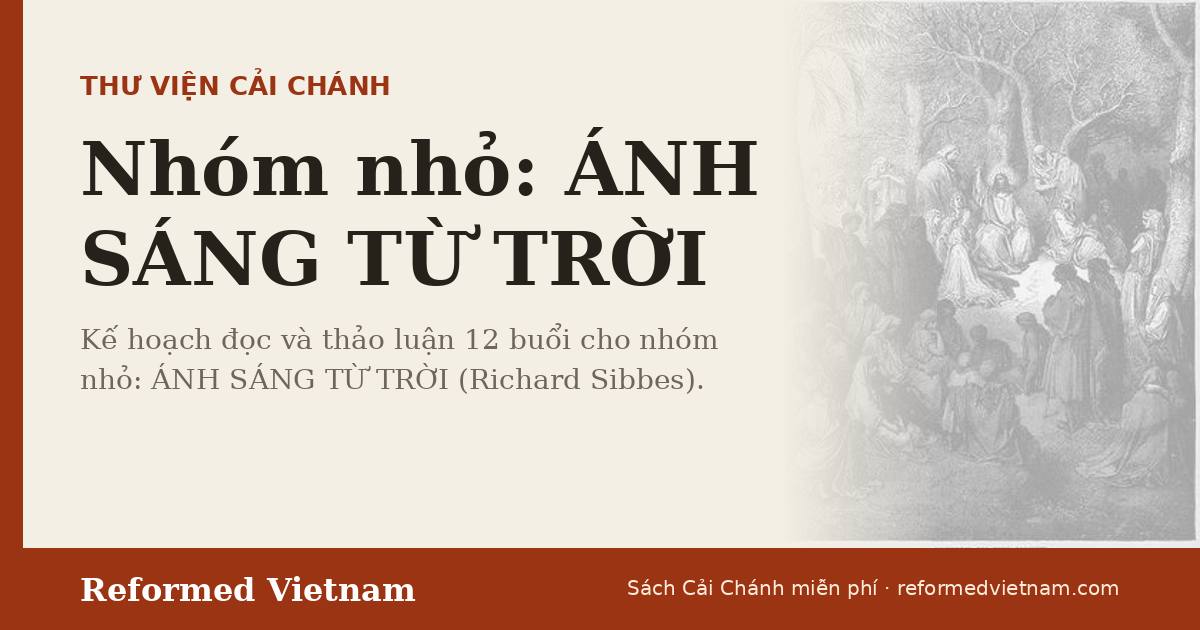 THƯ VIỆN CẢI CHÁNH
Nhóm nhỏ: ÁNH
SÁNG TỪ TRỜI
Kế hoạch đọc và thảo luận 12 buổi cho nhóm
nhỏ: ÁNH SÁNG TỪ TRỜI (Richard Sibbes).
Reformed Vietnam
Sách Cải Chánh miễn phí · reformedvietnam.com